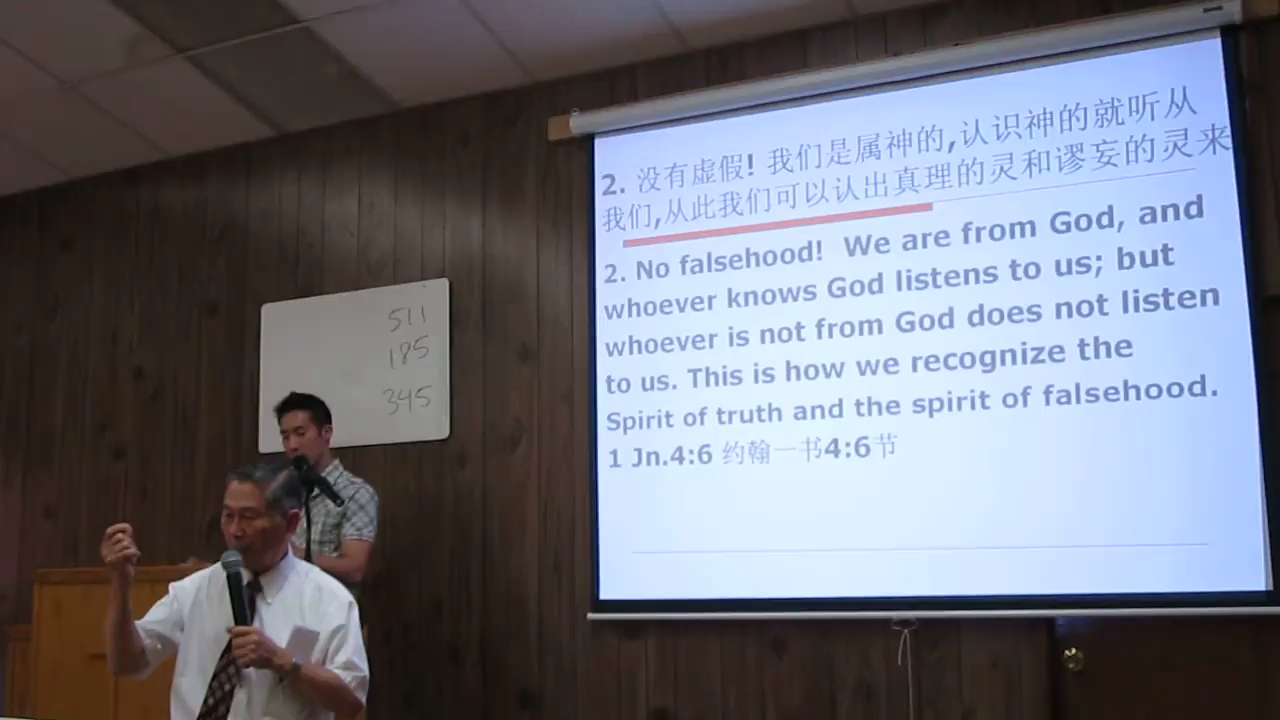 511
185
345
2. 没有虚假! 我们是属神的,认识神的就听从
我们,从此我们可以认出真理的灵和谬妄的灵来
2. No falsehood! We are from God, and
whoever knows God listens to us; but
whoever is not from God does not listen
to us. This is how we recognize the
Spirit of truth and the spirit of falsehood.
1 Jn.4:6 约翰一书4:6节